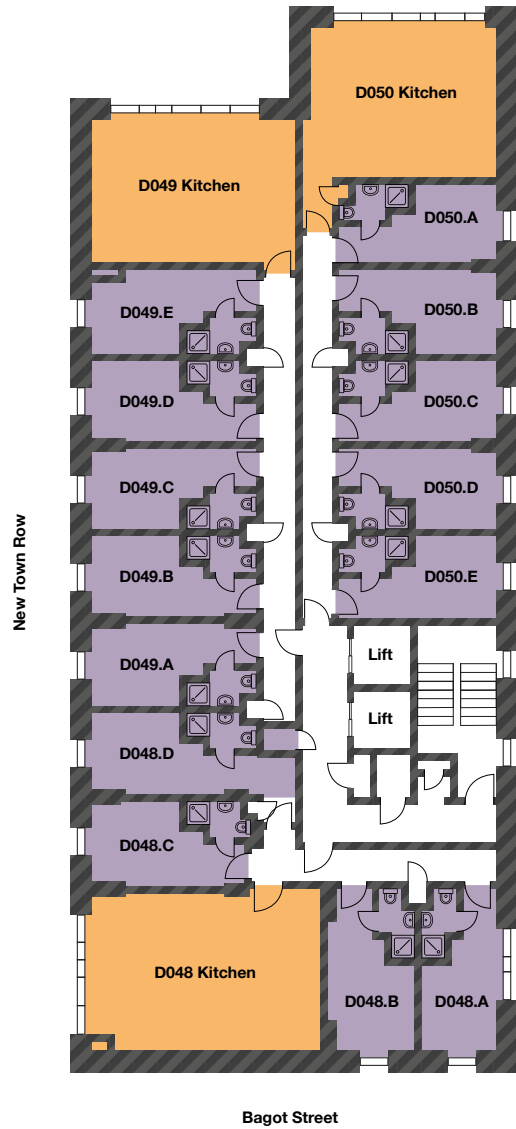 D050 Kitchen
D049 Kitchen
D050.A
D049.E
D050.B
D049.D
D050.C
D049.C
D050.D
D049.B
D050.E
New Town Row
D049.A
Lift
Lift
D048.D
D048.C
D048 Kitchen
D048.B
D048.A
Bagot Street